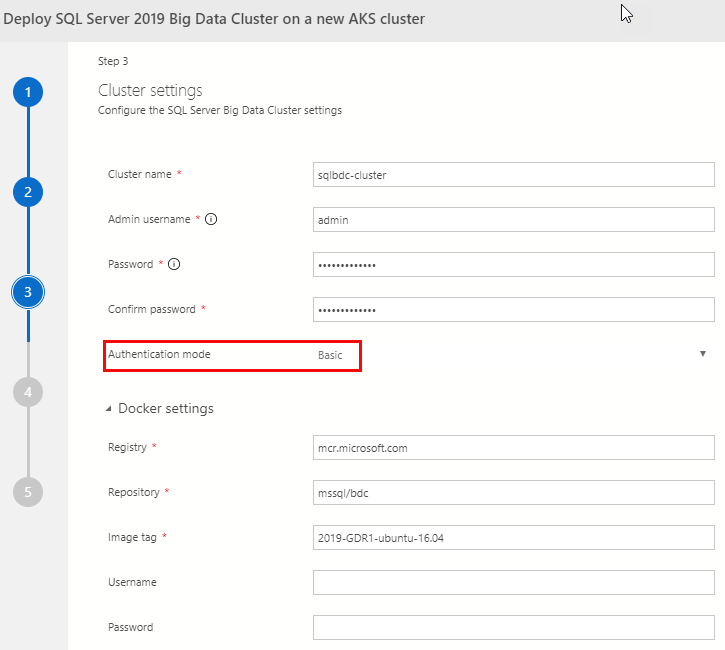 Deploy SQL Server 2019 Big Data Cluster on a new AKS cluster
1
2
3
4
5
Step 3
Cluster settings
Configure the SQL Server Big Data Cluster settings
Cluster name * sqlbdc-cluster
Admin username * admin
Password * •••••••••••••
Confirm password * •••••••••••••
Authentication mode Basic
Docker settings
Registry * mcr.microsoft.com
Repository * mssql/bdc
Image tag * 2019-GDR1-ubuntu-16.04
Username
Password